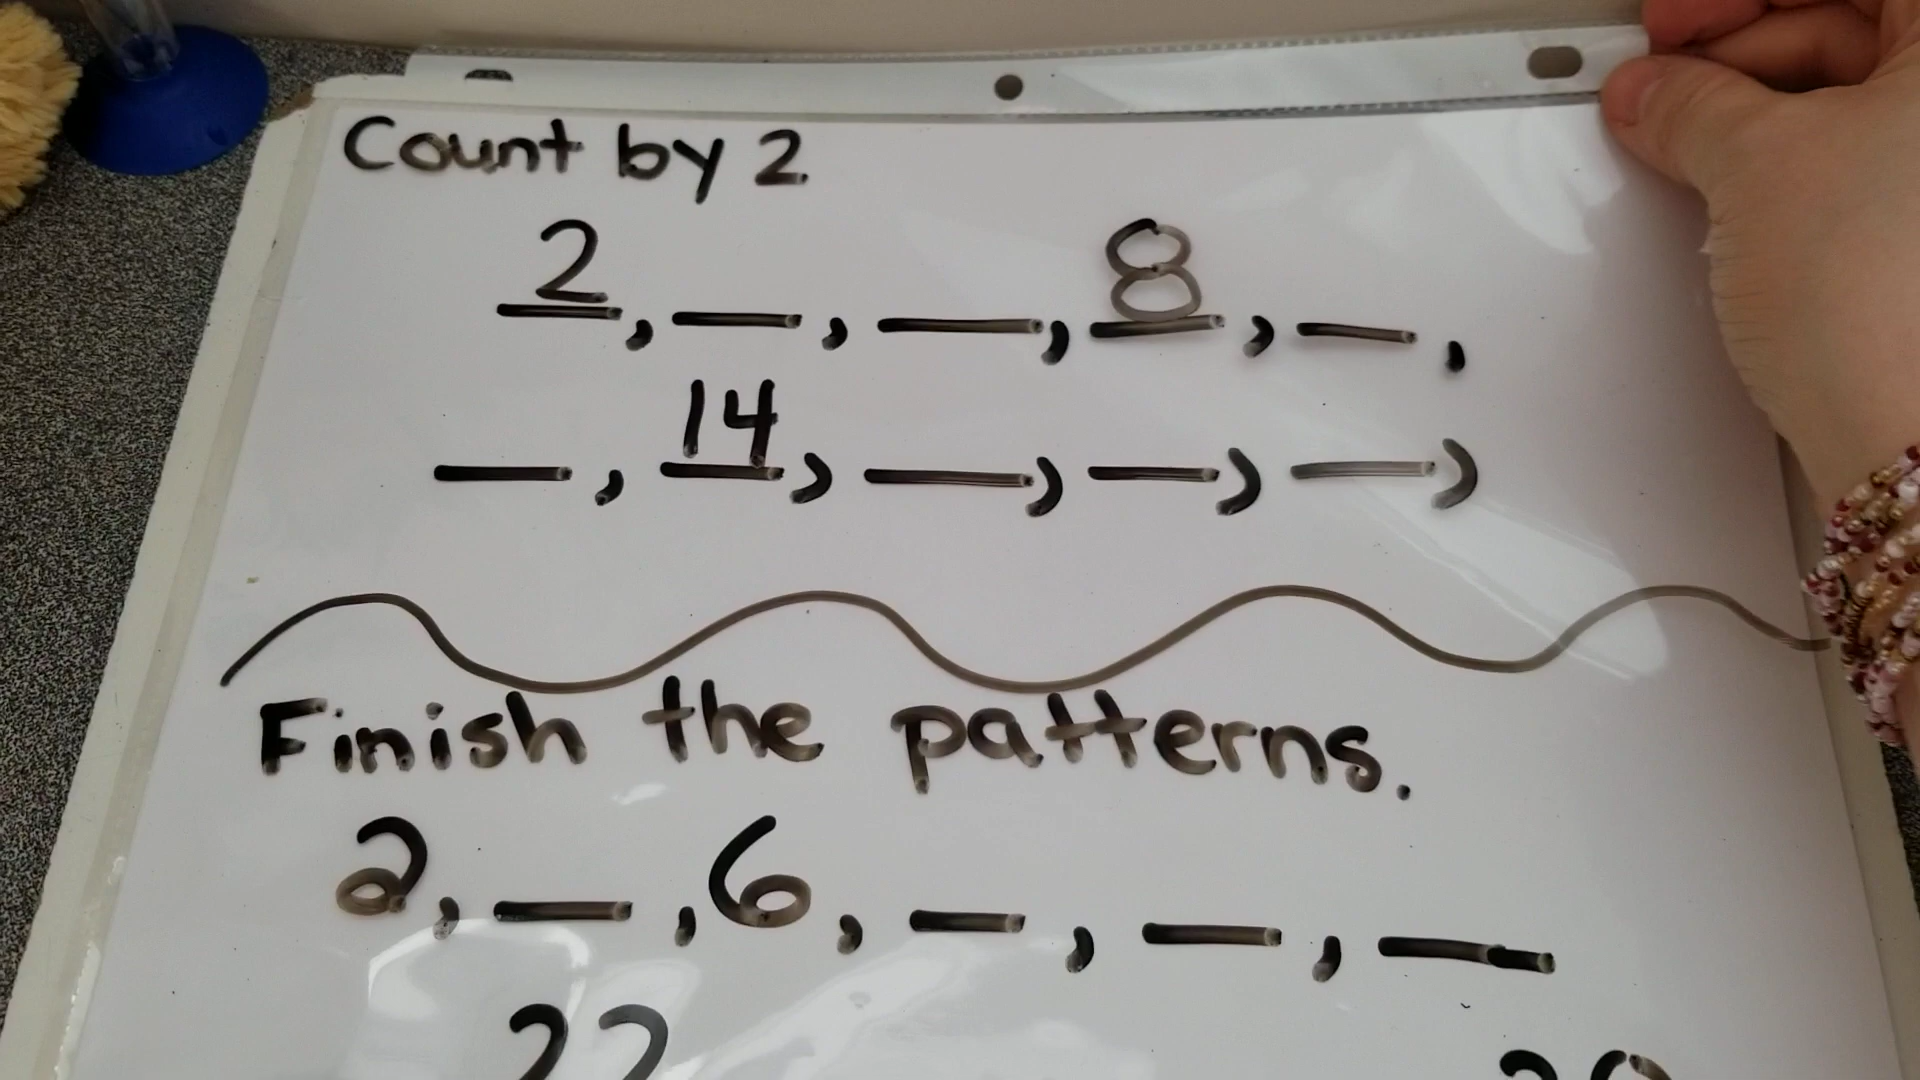 Count by 2
2, __, __, 8, __,
__, 14, __, __, __,
Finish the patterns.
2, __, 6, __, __, __
22